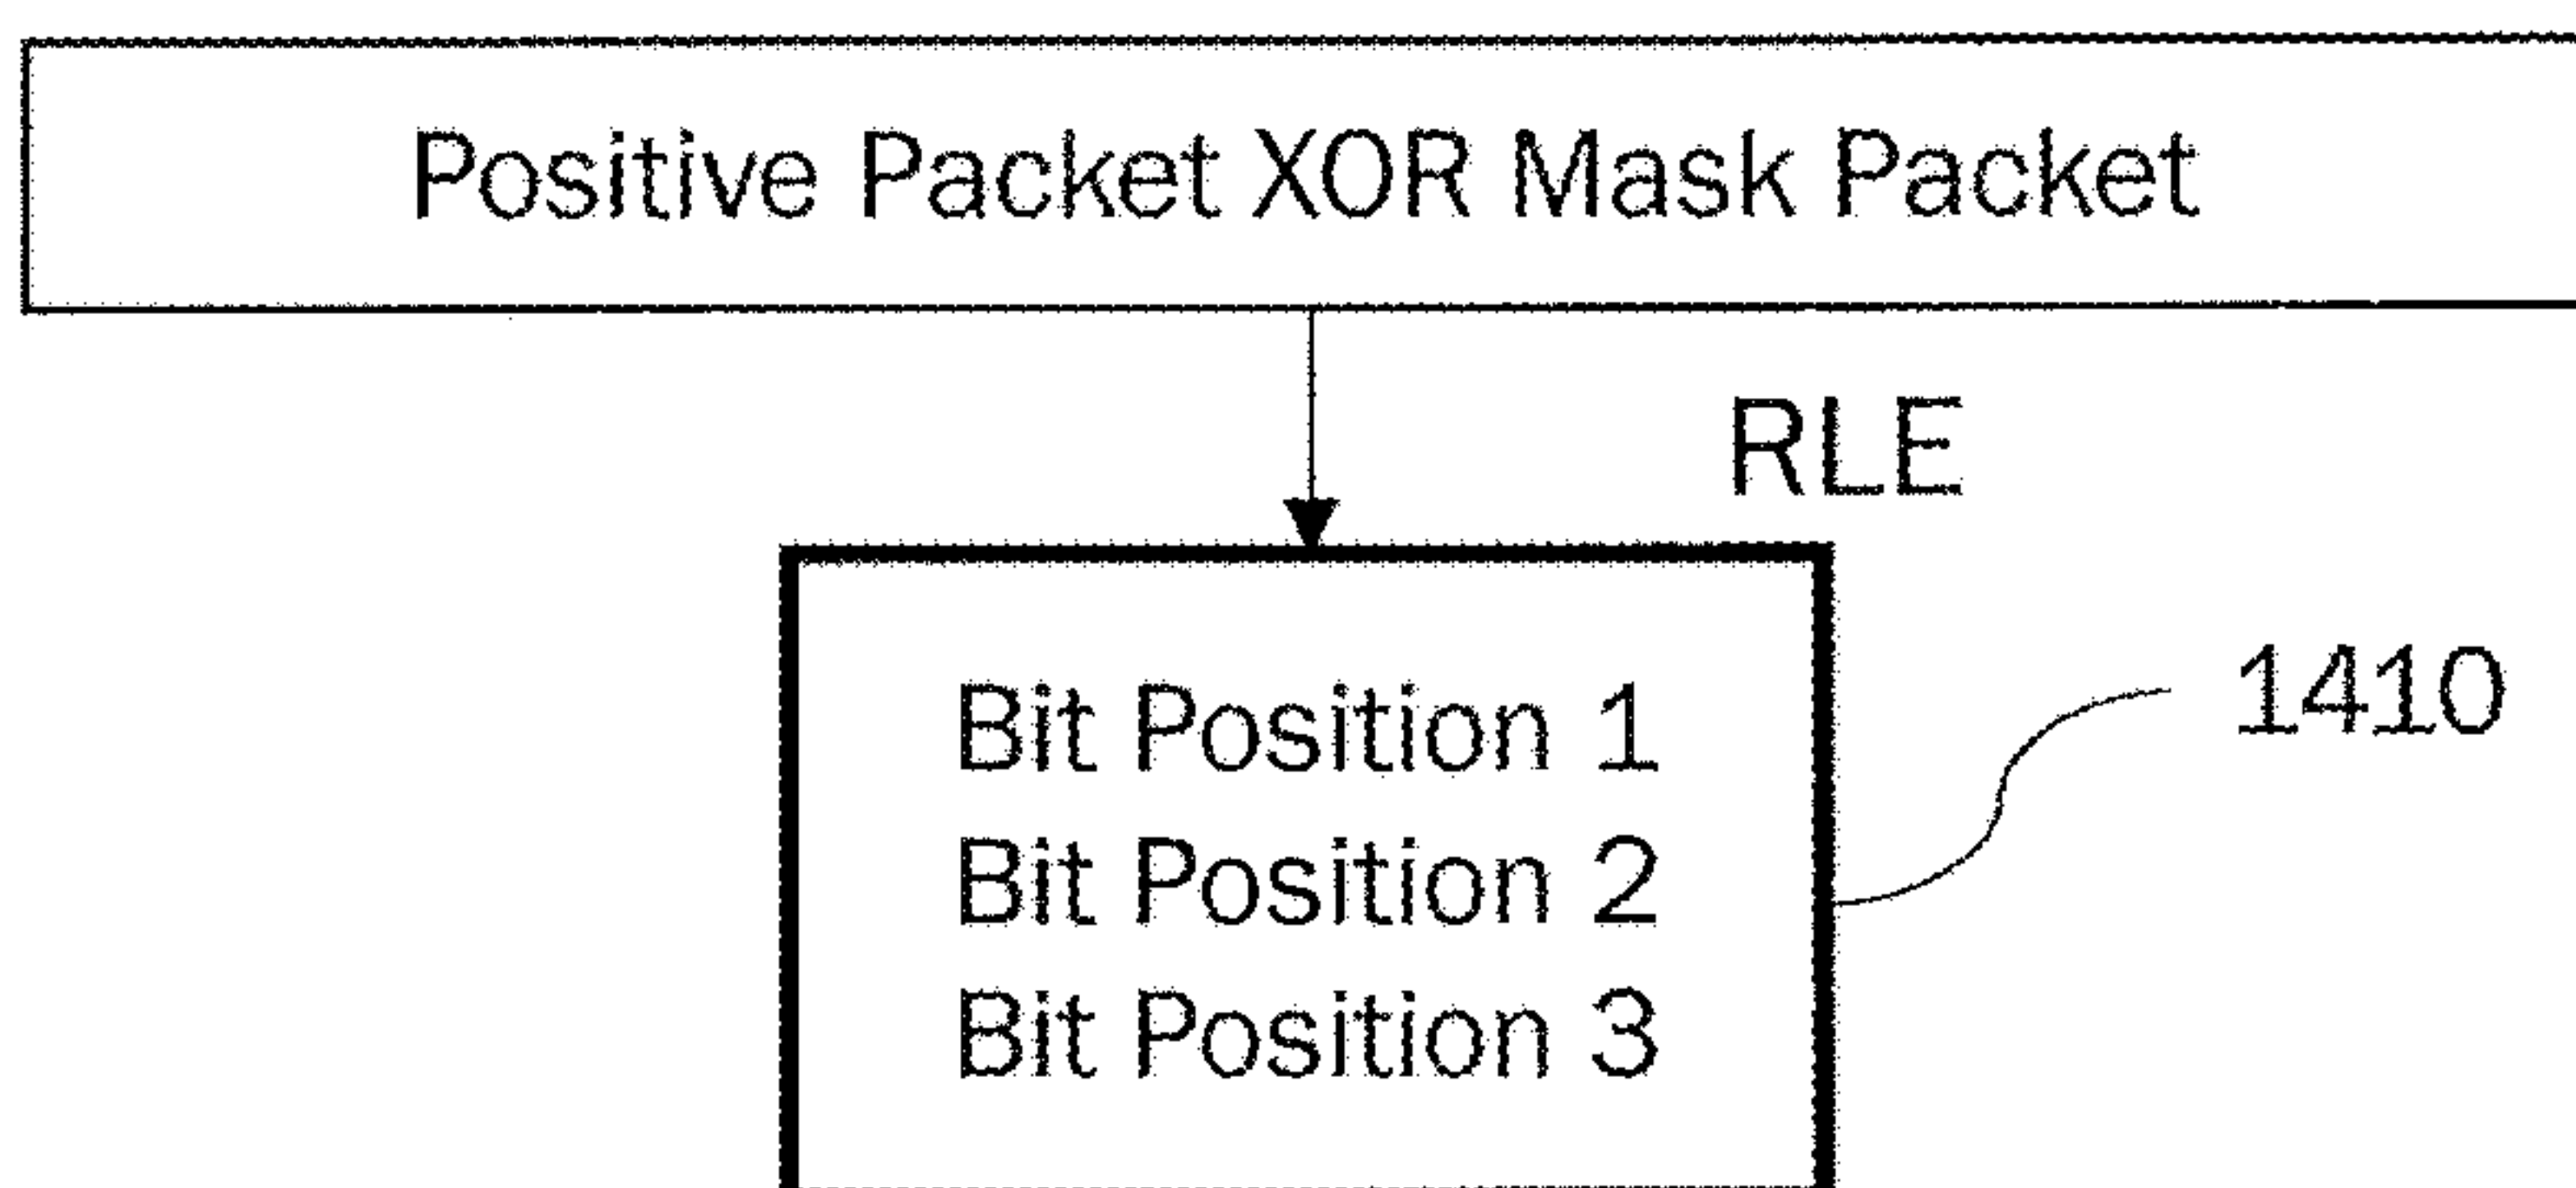 Positive Packet XOR Mask Packet
RLE
Bit Position 1
1410
Bit Position 2
Bit Position 3